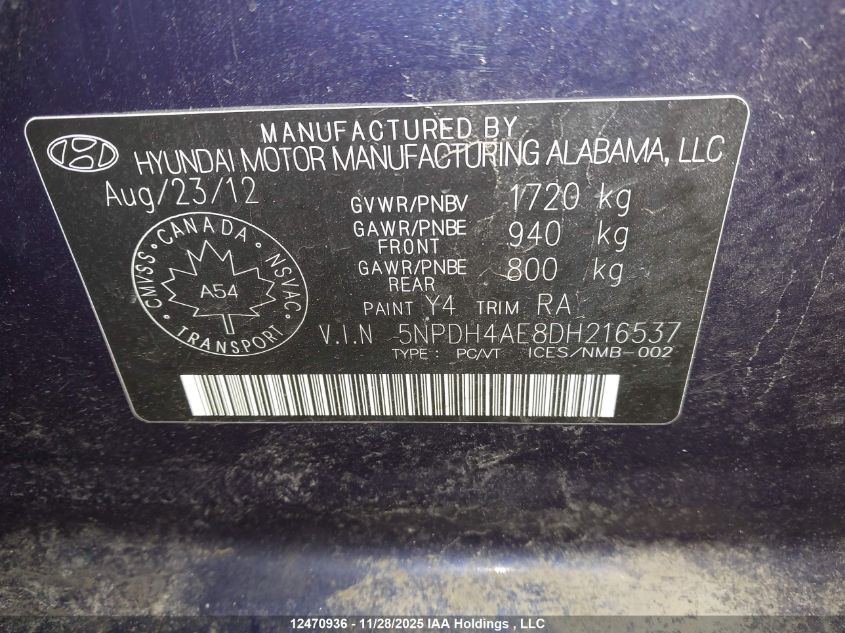 MANUFACTURED BY
HYUNDAI MOTOR MANUFACTURING ALABAMA, LLC
Aug/23/12
GVWR/PNBV 1720 kg
GAWR/PNBE FRONT 940 kg
GAWR/PNBE REAR 800 kg
PAINT Y4 TRIM RA
V.I.N 5NPDH4AE8DH216537
TYPE : PC/VT ICES/NMB-002
CMVSS · CANADA · NSVAC
A54
TRANSPORT
12470936 - 11/28/2025 IAA Holdings , LLC